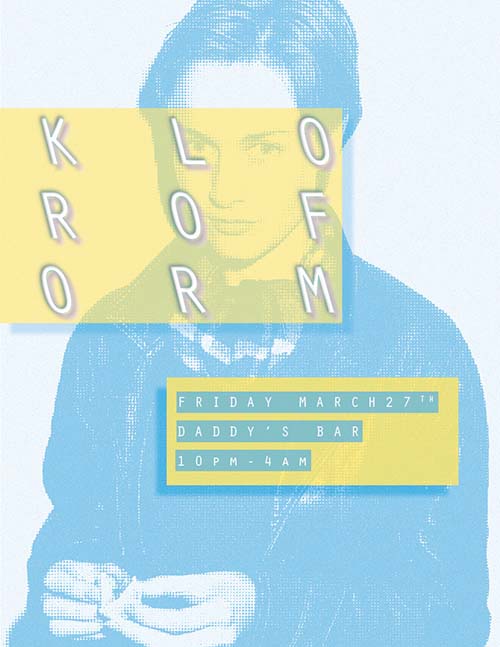 K L O
R O F
O R M
FRIDAY MARCH27TH
DADDY'S BAR
10PM-4AM